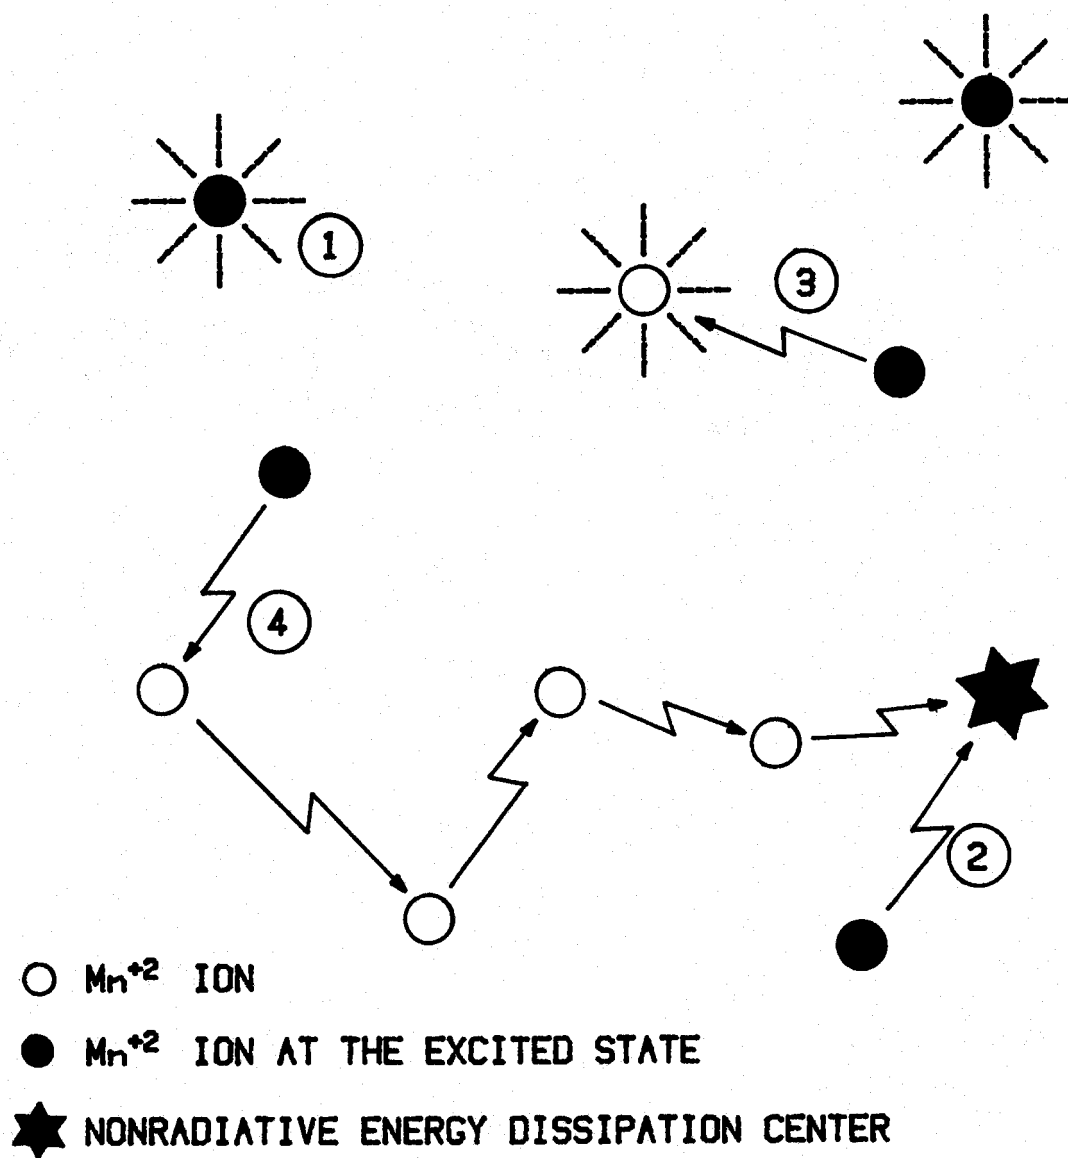 1
3
4
2
Mn+2 ION
Mn+2 ION AT THE EXCITED STATE
NONRADIATIVE ENERGY DISSIPATION CENTER